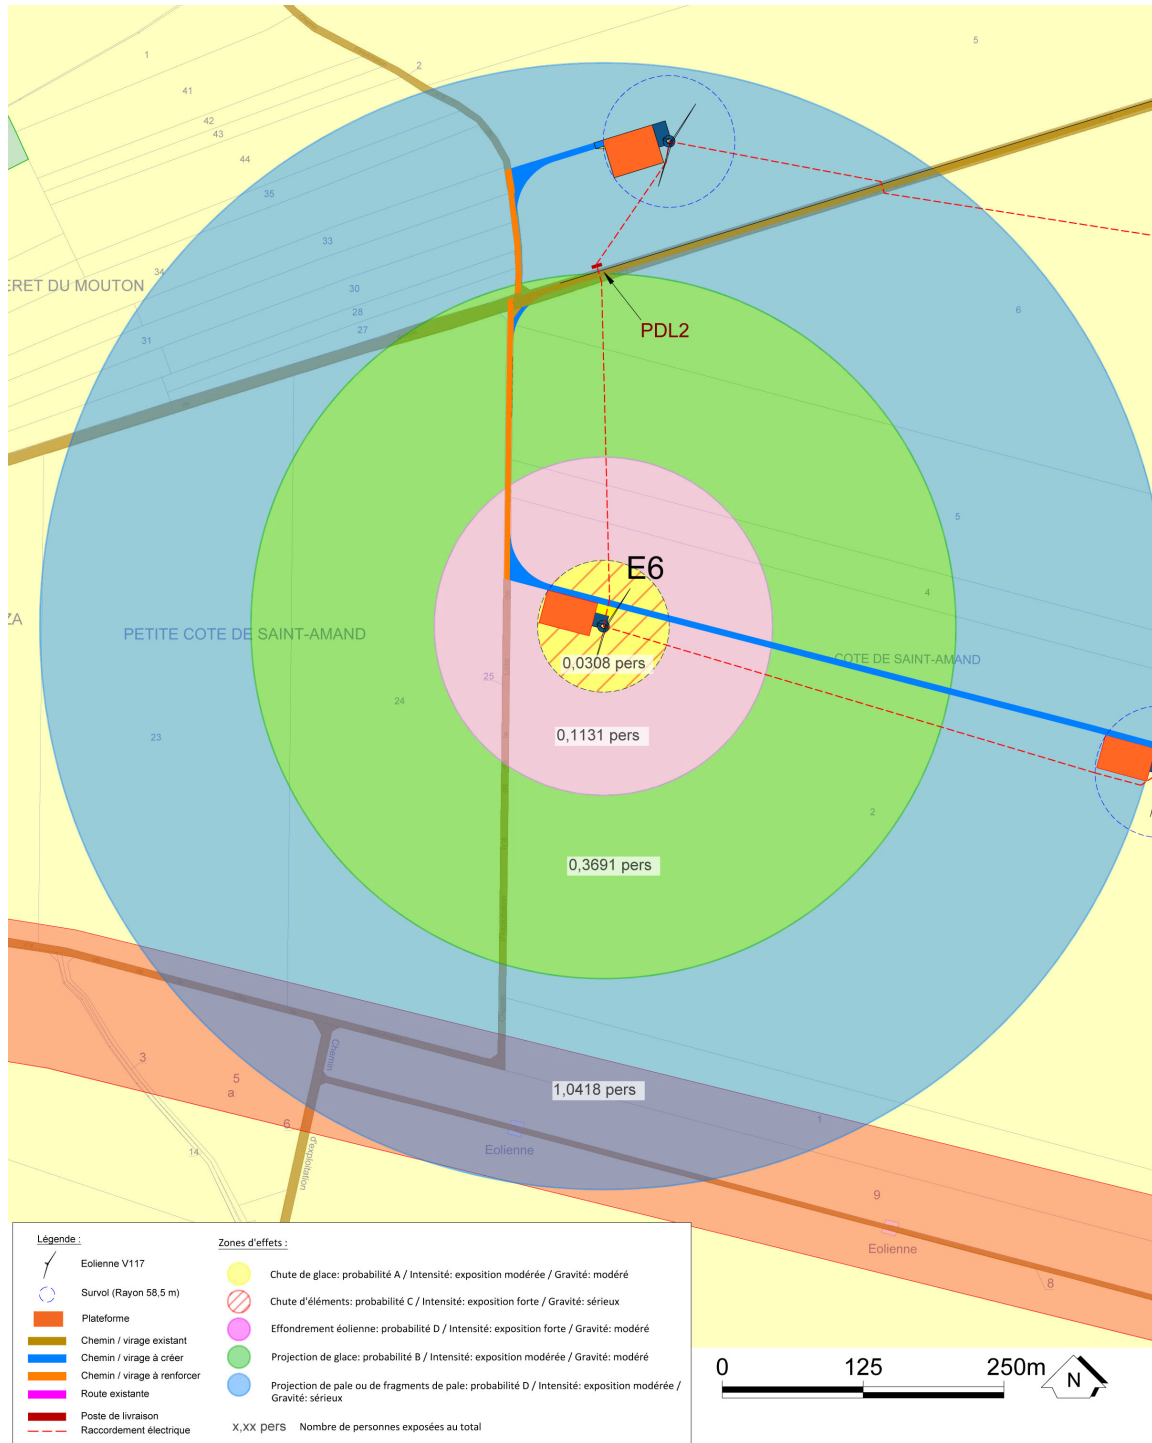 5
1
2
41
42
43
44
35
33
34
ERET DU MOUTON
30
28
27
31
6
PDL2
5
E6
4
ZA
PETITE COTE DE SAINT-AMAND
0,0308 pers
COTE DE SAINT-AMAND
25
24
23
0,1131 pers
2
0,3691 pers
Chemin
3
5
a
6
1,0418 pers
1
14
d'exploitation
Eolienne
9
Eolienne
8
Légende :
Eolienne V117
Survol (Rayon 58,5 m)
Plateforme
Chemin / virage existant
Chemin / virage à créer
Chemin / virage à renforcer
Route existante
Poste de livraison
Raccordement électrique
Zones d'effets :
Chute de glace: probabilité A / Intensité: exposition modérée / Gravité: modéré
Chute d'éléments: probabilité C / Intensité: exposition forte / Gravité: sérieux
Effondrement éolienne: probabilité D / Intensité: exposition forte / Gravité: modéré
Projection de glace: probabilité B / Intensité: exposition modérée / Gravité: modéré
Projection de pale ou de fragments de pale: probabilité D / Intensité: exposition modérée /
Gravité: sérieux
x,xx pers Nombre de personnes exposées au total
0 125 250m
N